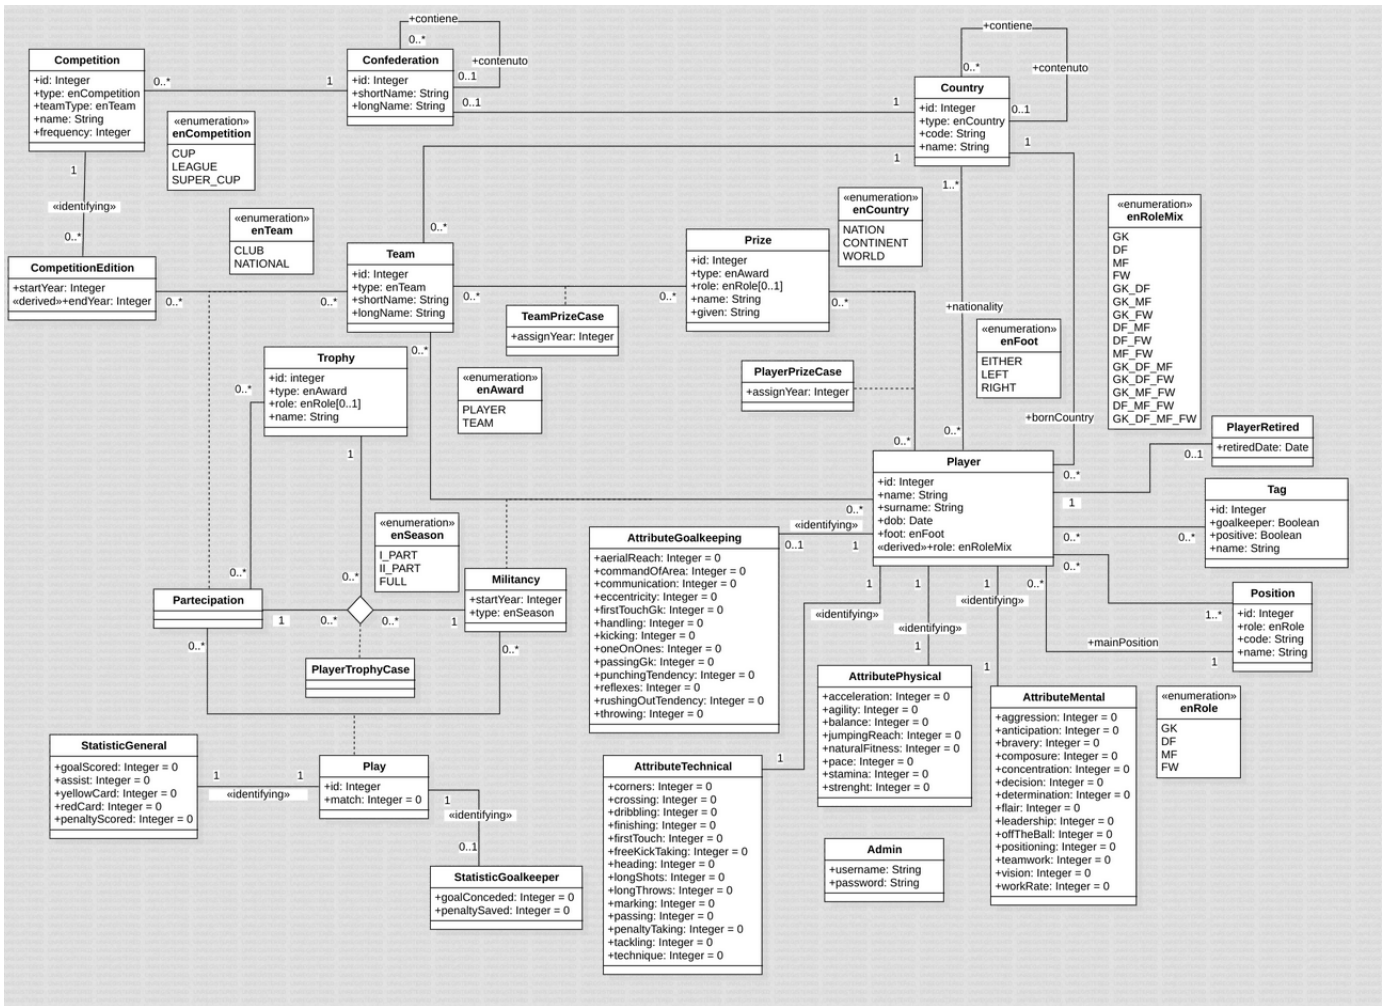 +contiene
0..*
+contenuto
0..1
Competition
+id: Integer
+type: enCompetition
+teamType: enTeam
+name: String
+frequency: Integer
0..*
1
Confederation
+id: Integer
+shortName: String
+longName: String
0..1
1
+contiene
0..*
+contenuto
0..1
Country
+id: Integer
+type: enCountry
+code: String
+name: String
1
1
1..*
«enumeration»
enCompetition
CUP
LEAGUE
SUPER_CUP
1
«identifying»
0..*
«enumeration»
enTeam
CLUB
NATIONAL
0..*
«enumeration»
enCountry
NATION
CONTINENT
WORLD
«enumeration»
enRoleMix
GK
DF
MF
FW
GK_DF
GK_MF
GK_FW
DF_MF
DF_FW
MF_FW
GK_DF_MF
GK_DF_FW
GK_MF_FW
DF_MF_FW
GK_DF_MF_FW
CompetitionEdition
+startYear: Integer
«derived»+endYear: Integer
0..*
0..*
Team
+id: Integer
+type: enTeam
+shortName: String
+longName: String
0..*
0..*
0..*
Prize
+id: Integer
+type: enAward
+role: enRole[0..1]
+name: String
+given: String
0..*
TeamPrizeCase
+assignYear: Integer
+nationality
«enumeration»
enFoot
EITHER
LEFT
RIGHT
Trophy
+id: integer
+type: enAward
+role: enRole[0..1]
+name: String
0..*
1
«enumeration»
enAward
PLAYER
TEAM
PlayerPrizeCase
+assignYear: Integer
+bornCountry
0..*
0..*
0..*
PlayerRetired
+retiredDate: Date
0..1
Player
+id: Integer
+name: String
+surname: String
+dob: Date
+foot: enFoot
«derived»+role: enRoleMix
1
0..*
0..*
0..*
0..*
Tag
+id: Integer
+goalkeeper: Boolean
+positive: Boolean
+name: String
«enumeration»
enSeason
I_PART
II_PART
FULL
AttributeGoalkeeping
+aerialReach: Integer = 0
+commandOfArea: Integer = 0
+communication: Integer = 0
+eccentricity: Integer = 0
+firstTouchGk: Integer = 0
+handling: Integer = 0
+kicking: Integer = 0
+oneOnOnes: Integer = 0
+passingGk: Integer = 0
+punchingTendency: Integer = 0
+reflexes: Integer = 0
+rushingOutTendency: Integer = 0
+throwing: Integer = 0
«identifying»
0..1
1
1
1
1
0..*
«identifying»
«identifying»
«identifying»
1
1
1
+mainPosition
1..*
1
Position
+id: Integer
+role: enRole
+code: String
+name: String
0..*
0..*
Partecipation
1
0..*
0..*
1
Militancy
+startYear: Integer
+type: enSeason
0..*
0..*
PlayerTrophyCase
AttributePhysical
+acceleration: Integer = 0
+agility: Integer = 0
+balance: Integer = 0
+jumpingReach: Integer = 0
+naturalFitness: Integer = 0
+pace: Integer = 0
+stamina: Integer = 0
+strenght: Integer = 0
AttributeMental
+aggression: Integer = 0
+anticipation: Integer = 0
+bravery: Integer = 0
+composure: Integer = 0
+concentration: Integer = 0
+decision: Integer = 0
+determination: Integer = 0
+flair: Integer = 0
+leadership: Integer = 0
+offTheBall: Integer = 0
+positioning: Integer = 0
+teamwork: Integer = 0
+vision: Integer = 0
+workRate: Integer = 0
«enumeration»
enRole
GK
DF
MF
FW
StatisticGeneral
+goalScored: Integer = 0
+assist: Integer = 0
+yellowCard: Integer = 0
+redCard: Integer = 0
+penaltyScored: Integer = 0
1
1
«identifying»
Play
+id: Integer
+match: Integer = 0
1
«identifying»
0..1
StatisticGoalkeeper
+goalConceded: Integer = 0
+penaltySaved: Integer = 0
AttributeTechnical
+corners: Integer = 0
+crossing: Integer = 0
+dribbling: Integer = 0
+finishing: Integer = 0
+firstTouch: Integer = 0
+freeKickTaking: Integer = 0
+heading: Integer = 0
+longShots: Integer = 0
+longThrows: Integer = 0
+marking: Integer = 0
+passing: Integer = 0
+penaltyTaking: Integer = 0
+tackling: Integer = 0
+technique: Integer = 0
Admin
+username: String
+password: String